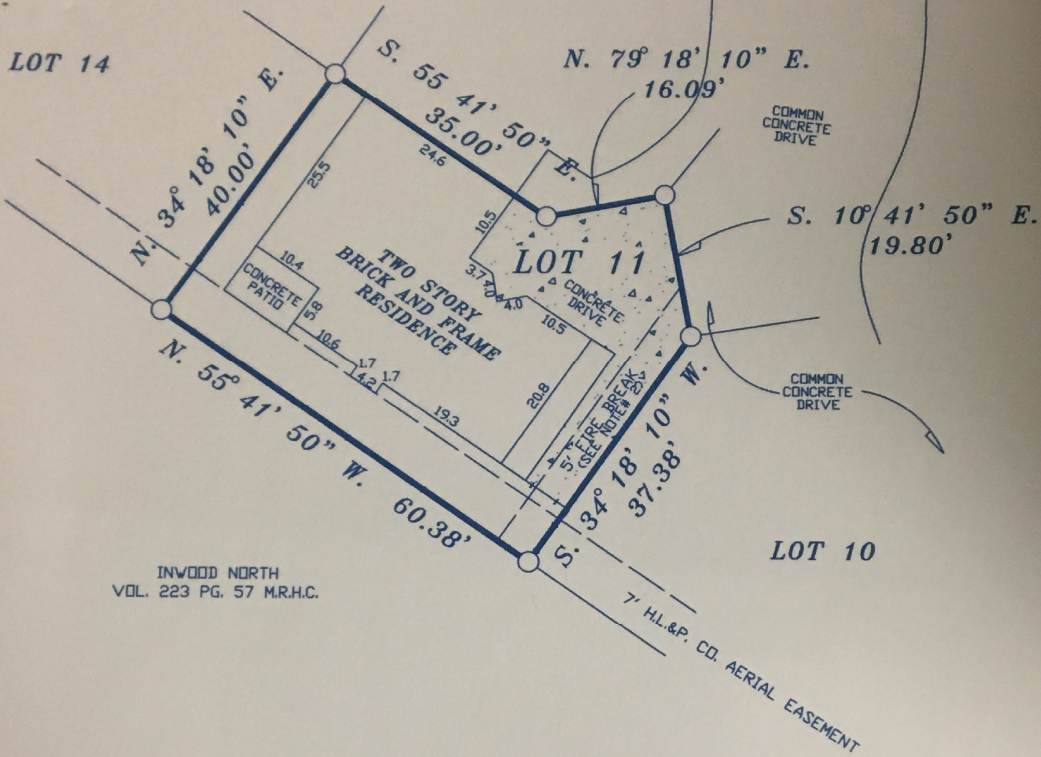 LOT 14
N. 34° 18' 10" E.
40.00'
S. 55 41' 50" E.
35.00'
N. 79° 18' 10" E.
16.09'
COMMON
CONCRETE
DRIVE
S. 10° 41' 50" E.
19.80'
24.6
25.5
10.5
LOT 11
3.7
4.0
4.0
CONCRETE
DRIVE
10.5
TWO STORY
BRICK AND FRAME
RESIDENCE
10.4
CONCRETE
PATIO
5.8
10.6
1.7
4.2
1.7
19.3
20.8
5' FIRE BREAK
(SEE NOTE#
S. 34° 18' 10" W.
37.38'
COMMON
CONCRETE
DRIVE
N. 55° 41' 50" W. 60.38'
LOT 10
INWOOD NORTH
VOL. 223 PG. 57 M.R.H.C.
7' H.L.&P. CO. AERIAL EASEMENT